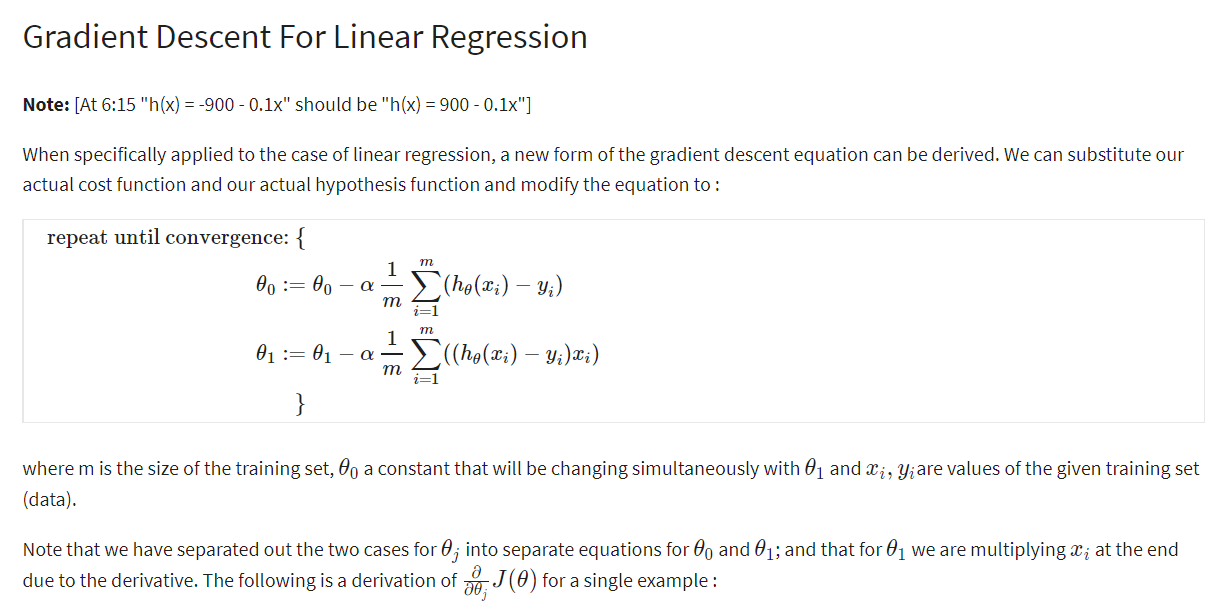 Gradient Descent For Linear Regression
Note: [At 6:15 "h(x) = -900 - 0.1x" should be "h(x) = 900 - 0.1x"]
When specifically applied to the case of linear regression, a new form of the gradient descent equation can be derived. We can substitute our
actual cost function and our actual hypothesis function and modify the equation to :
repeat until convergence: {
θ₀ := θ₀ − α \frac{1}{m} \sum_{i=1}^{m} (h_θ(x_i) − y_i)
θ₁ := θ₁ − α \frac{1}{m} \sum_{i=1}^{m} ((h_θ(x_i) − y_i)x_i)
}
where m is the size of the training set, θ₀ a constant that will be changing simultaneously with θ₁ and x_i, y_i are values of the given training set
(data).
Note that we have separated out the two cases for θ_j into separate equations for θ₀ and θ₁; and that for θ₁ we are multiplying x_i at the end
due to the derivative. The following is a derivation of \frac{∂}{∂θ_j} J(θ) for a single example :